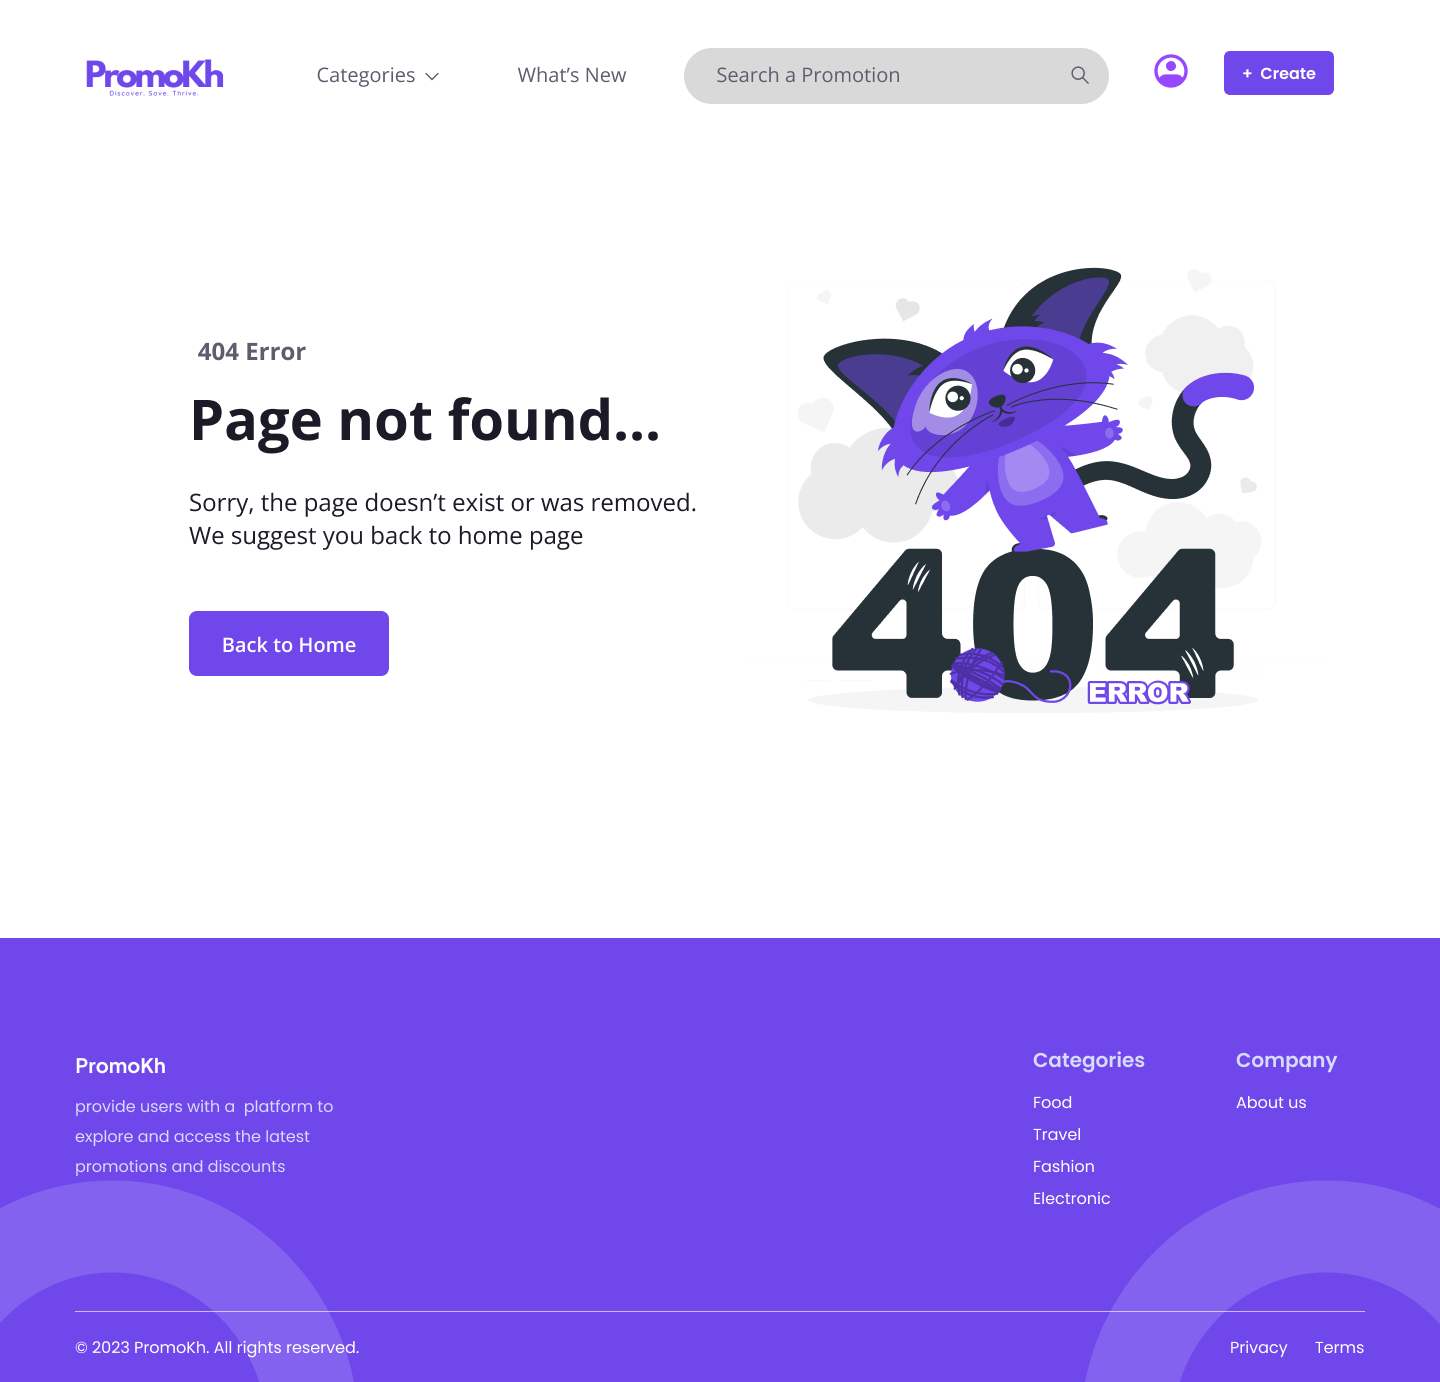 PromoKh
Discover. Save. Thrive.
Categories
What’s New
Search a Promotion
+ Create
404 Error
Page not found...
Sorry, the page doesn’t exist or was removed.
We suggest you back to home page
Back to Home
404
ERROR
PromoKh
provide users with a  platform to
explore and access the latest
promotions and discounts
Categories
Food
Travel
Fashion
Electronic
Company
About us
© 2023 PromoKh. All rights reserved.
Privacy
Terms